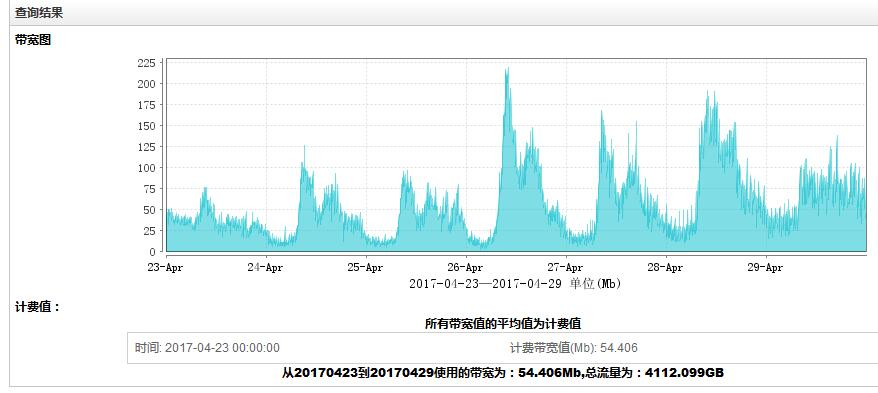 查询结果
带宽图
225
200
175
150
125
100
75
50
25
0
23-Apr 24-Apr 25-Apr 26-Apr 27-Apr 28-Apr 29-Apr
2017-04-23—2017-04-29 单位(Mb)
计费值：
所有带宽值的平均值为计费值
时间: 2017-04-23 00:00:00 计费带宽值(Mb): 54.406
从20170423到20170429使用的带宽为：54.406Mb,总流量为：4112.099GB